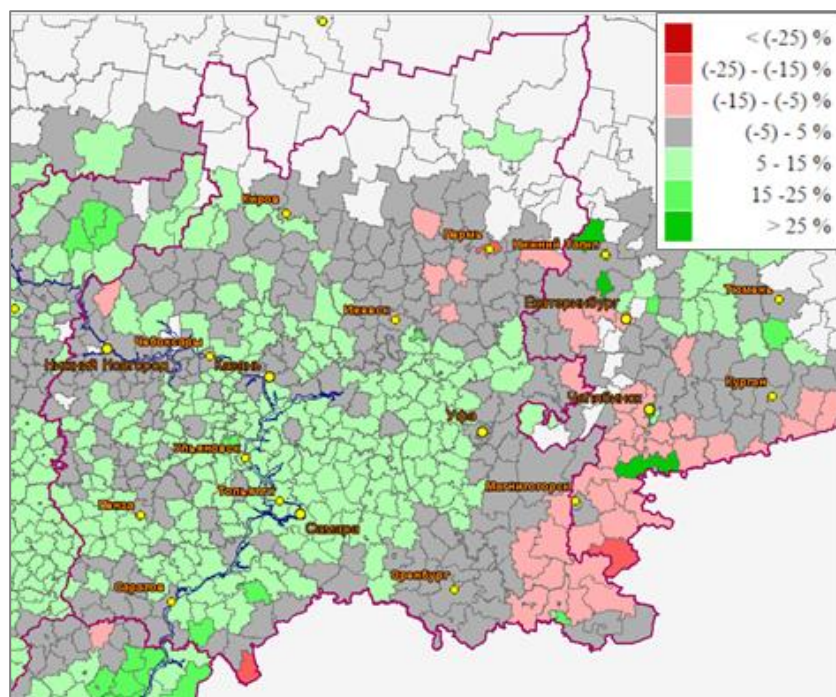 < (-25) %
(-25) - (-15) %
(-15) - (-5) %
(-5) - 5 %
5 - 15 %
15 -25 %
> 25 %
Киров
Пермь
Нижний Тагил
Екатеринбург
Тюмень
Ижевск
Чебоксары
Нижний Новгород
Казань
Курган
Челябинск
Уфа
Ульяновск
Тольятти
Магнитогорск
Пенза
Самара
Оренбург
Саратов